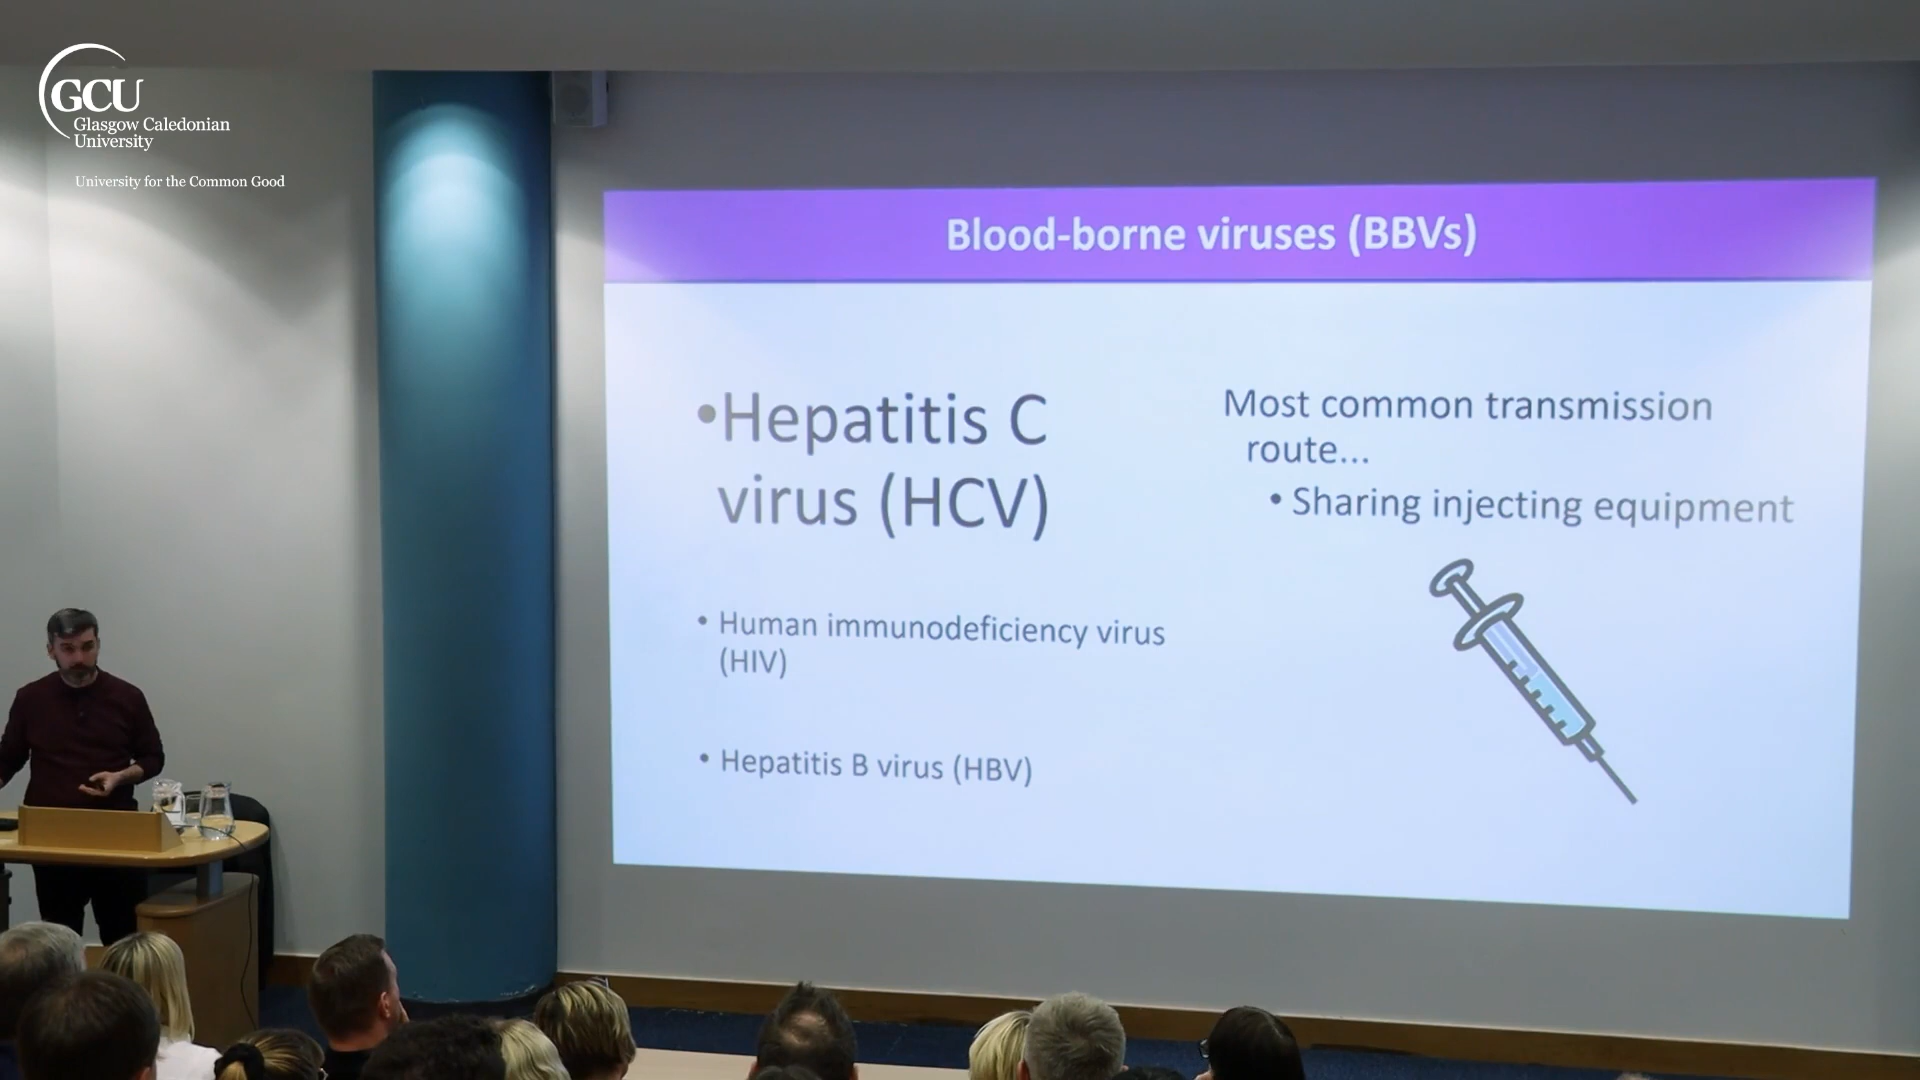 GCU
Glasgow Caledonian
University
University for the Common Good
Blood-borne viruses (BBVs)
•Hepatitis C
virus (HCV)
• Human immunodeficiency virus
(HIV)
• Hepatitis B virus (HBV)
Most common transmission
route...
• Sharing injecting equipment